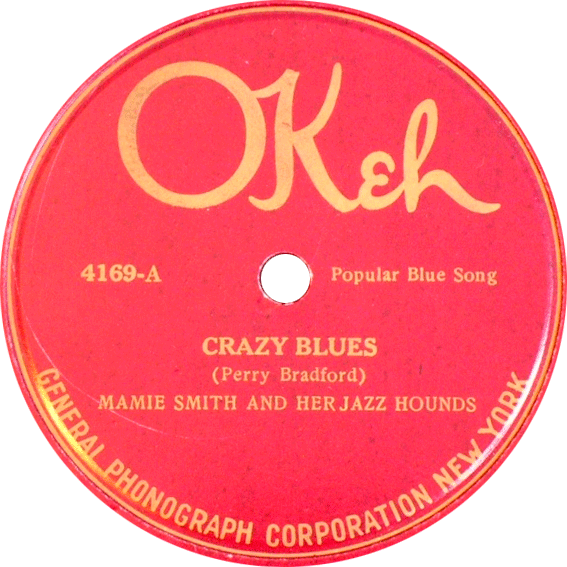 OKeh
4169-A
Popular Blue Song
CRAZY BLUES
(Perry Bradford)
MAMIE SMITH AND HER JAZZ HOUNDS
GENERAL PHONOGRAPH CORPORATION NEW YORK